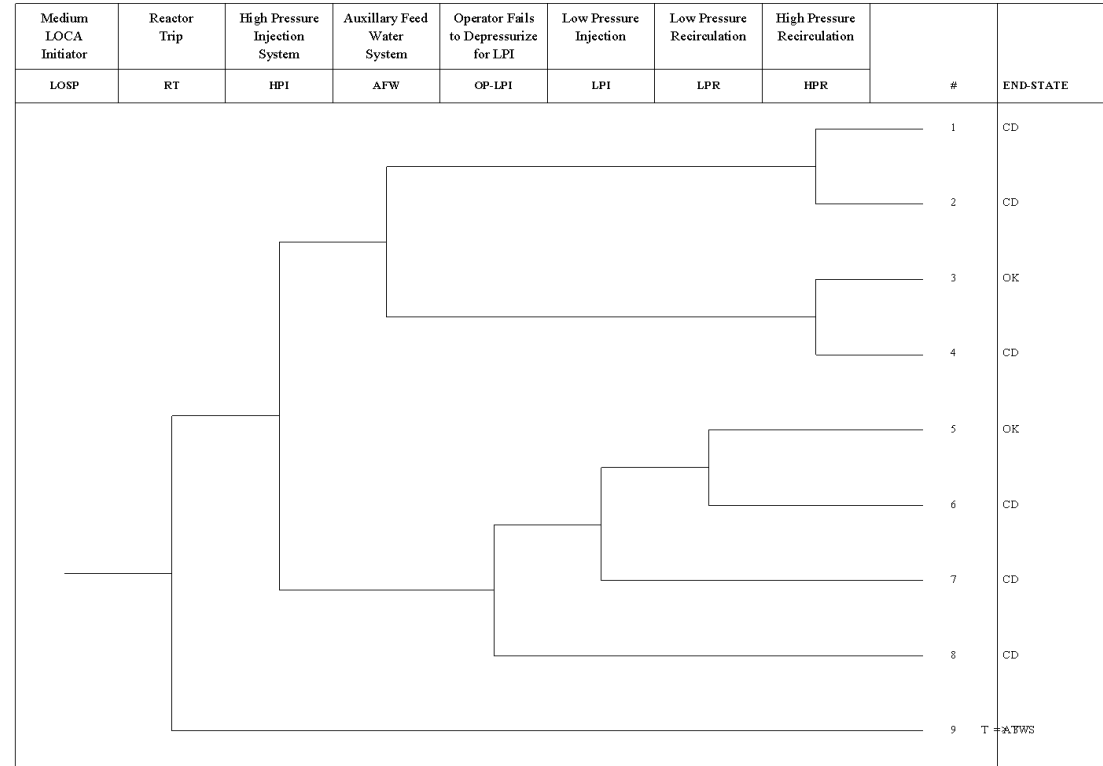 Medium LOCA Initiator
Reactor Trip
High Pressure Injection System
Auxillary Feed Water System
Operator Fails to Depressurize for LPI
Low Pressure Injection
Low Pressure Recirculation
High Pressure Recirculation
LOSP RT HPI AFW OP-LPI LPI LPR HPR # END-STATE
1 CD
2 CD
3 OK
4 CD
5 OK
6 CD
7 CD
8 CD
9 T =>